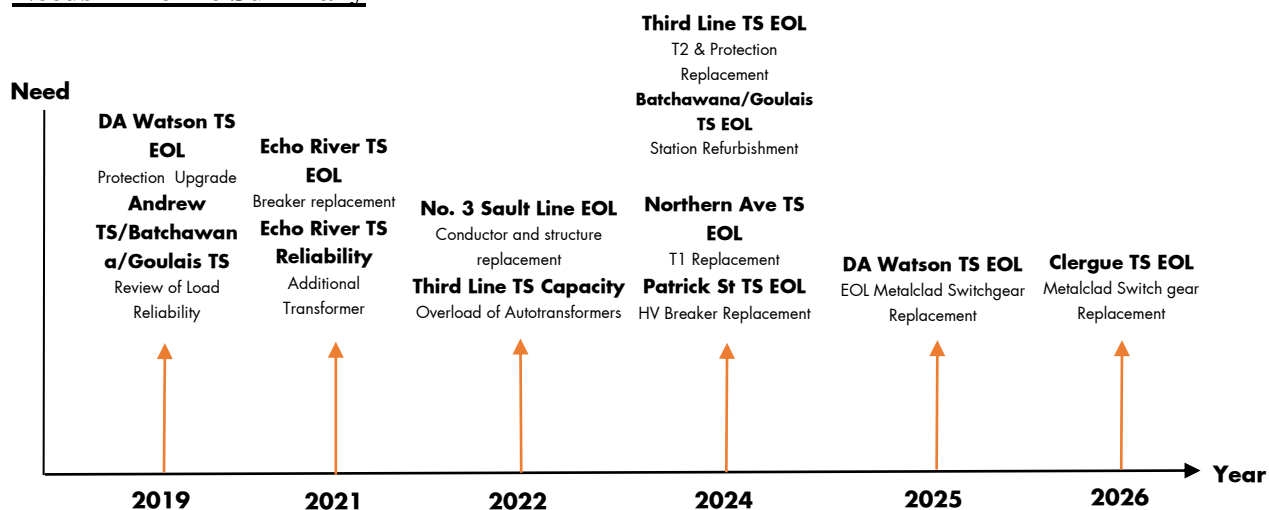 Need
DA Watson TS
EOL
Protection Upgrade
Andrew
TS/Batchawan
a/Goulais TS
Review of Load
Reliability
Echo River TS
EOL
Breaker replacement
Echo River TS
Reliability
Additional
Transformer
No. 3 Sault Line EOL
Conductor and structure
replacement
Third Line TS Capacity
Overload of Autotransformers
Third Line TS EOL
T2 & Protection
Replacement
Batchawana/Goulais
TS EOL
Station Refurbishment
Northern Ave TS
EOL
T1 Replacement
Patrick St TS EOL
HV Breaker Replacement
DA Watson TS EOL
EOL Metalclad Switchgear
Replacement
Clergue TS EOL
Metalclad Switch gear
Replacement
Year
2019
2021
2022
2024
2025
2026